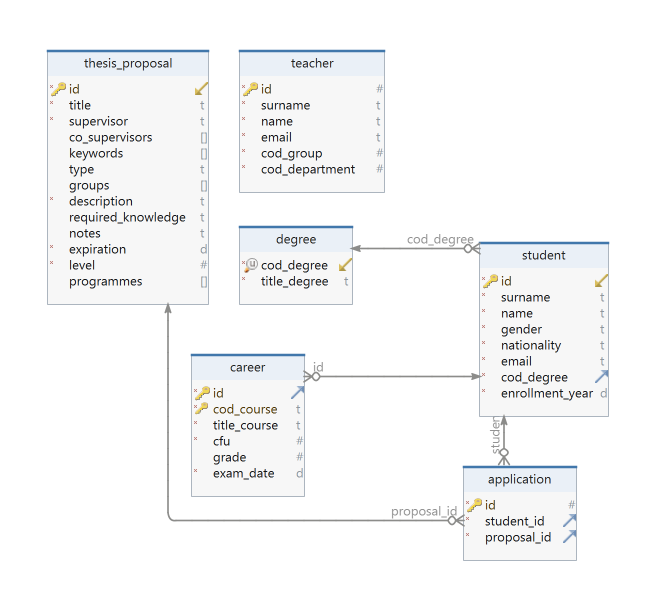 thesis_proposal
id
title t
supervisor t
co_supervisors []
keywords []
type t
groups []
description t
required_knowledge t
notes t
expiration d
level #
programmes []
teacher
id #
surname t
name t
email t
cod_group #
cod_department #
degree
u cod_degree
title_degree t
cod_degree
student
id
surname t
name t
gender t
nationality t
email t
cod_degree
enrollment_year d
id
career
id
cod_course t
title_course t
cfu #
grade #
exam_date d
studen
application
id #
student_id
proposal_id
proposal_id